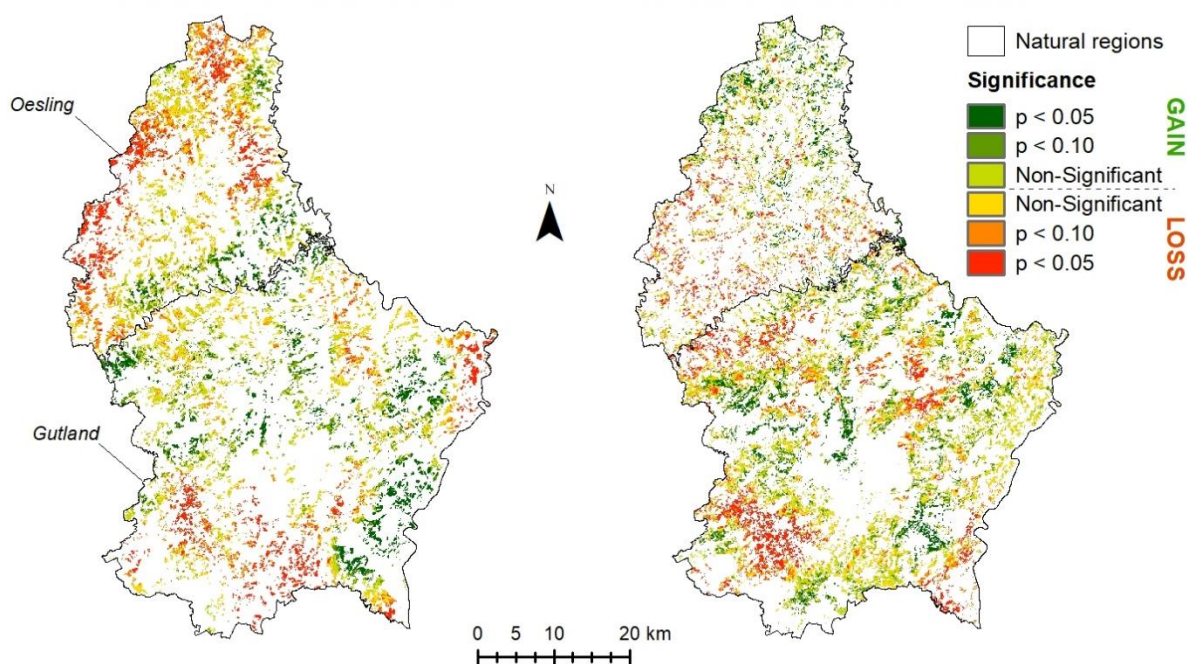 Natural regions
Significance
p < 0.05
p < 0.10
Non-Significant
GAIN
Non-Significant
p < 0.10
p < 0.05
LOSS
Oesling
N
Gutland
0 5 10 20 km